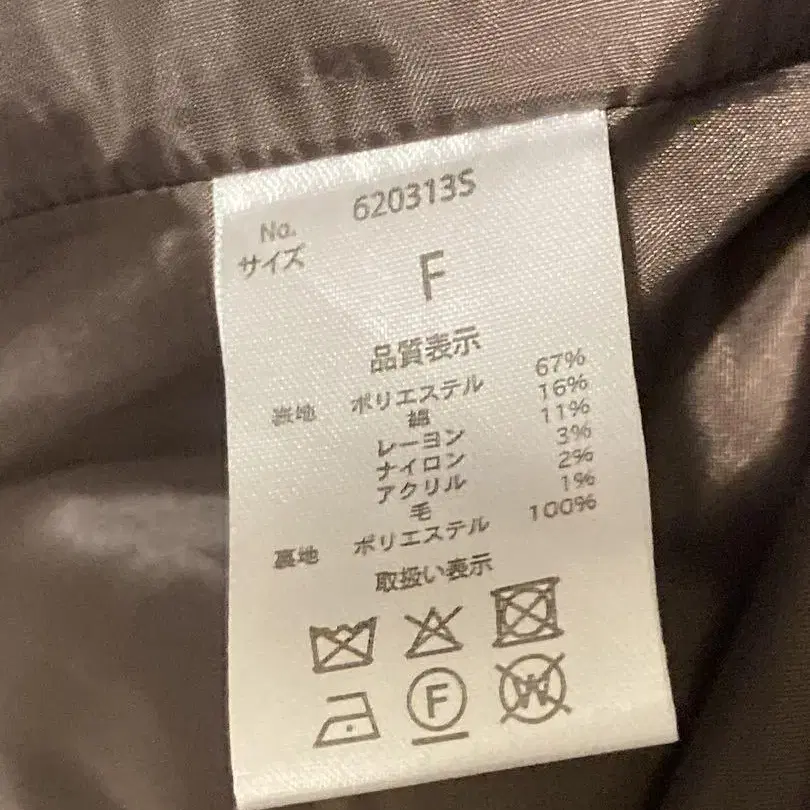 No. 620313S
サイズ F
品質表示
表地 ポリエステル 67%
綿 16%
レーヨン 11%
ナイロン 3%
アクリル 2%
毛 1%
裏地 ポリエステル 100%
取扱い表示
F W